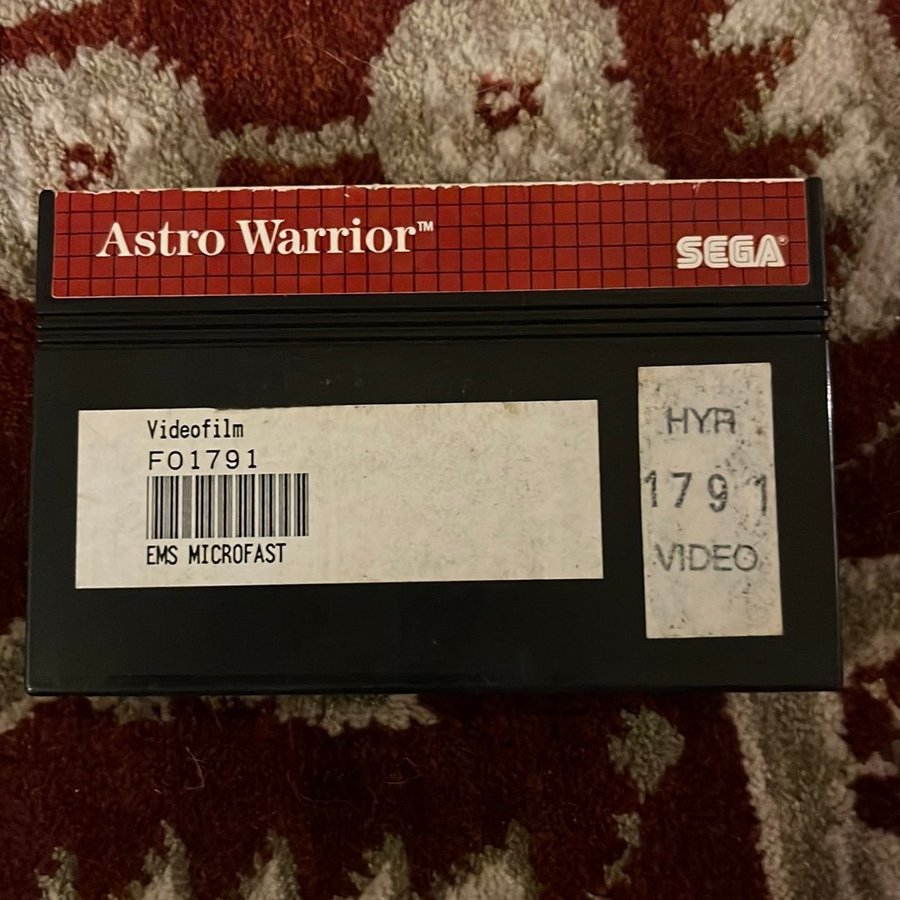 Astro Warrior™
SEGA®
Videofilm
F01791
EMS MICROFAST
HYR
1791
VIDEO